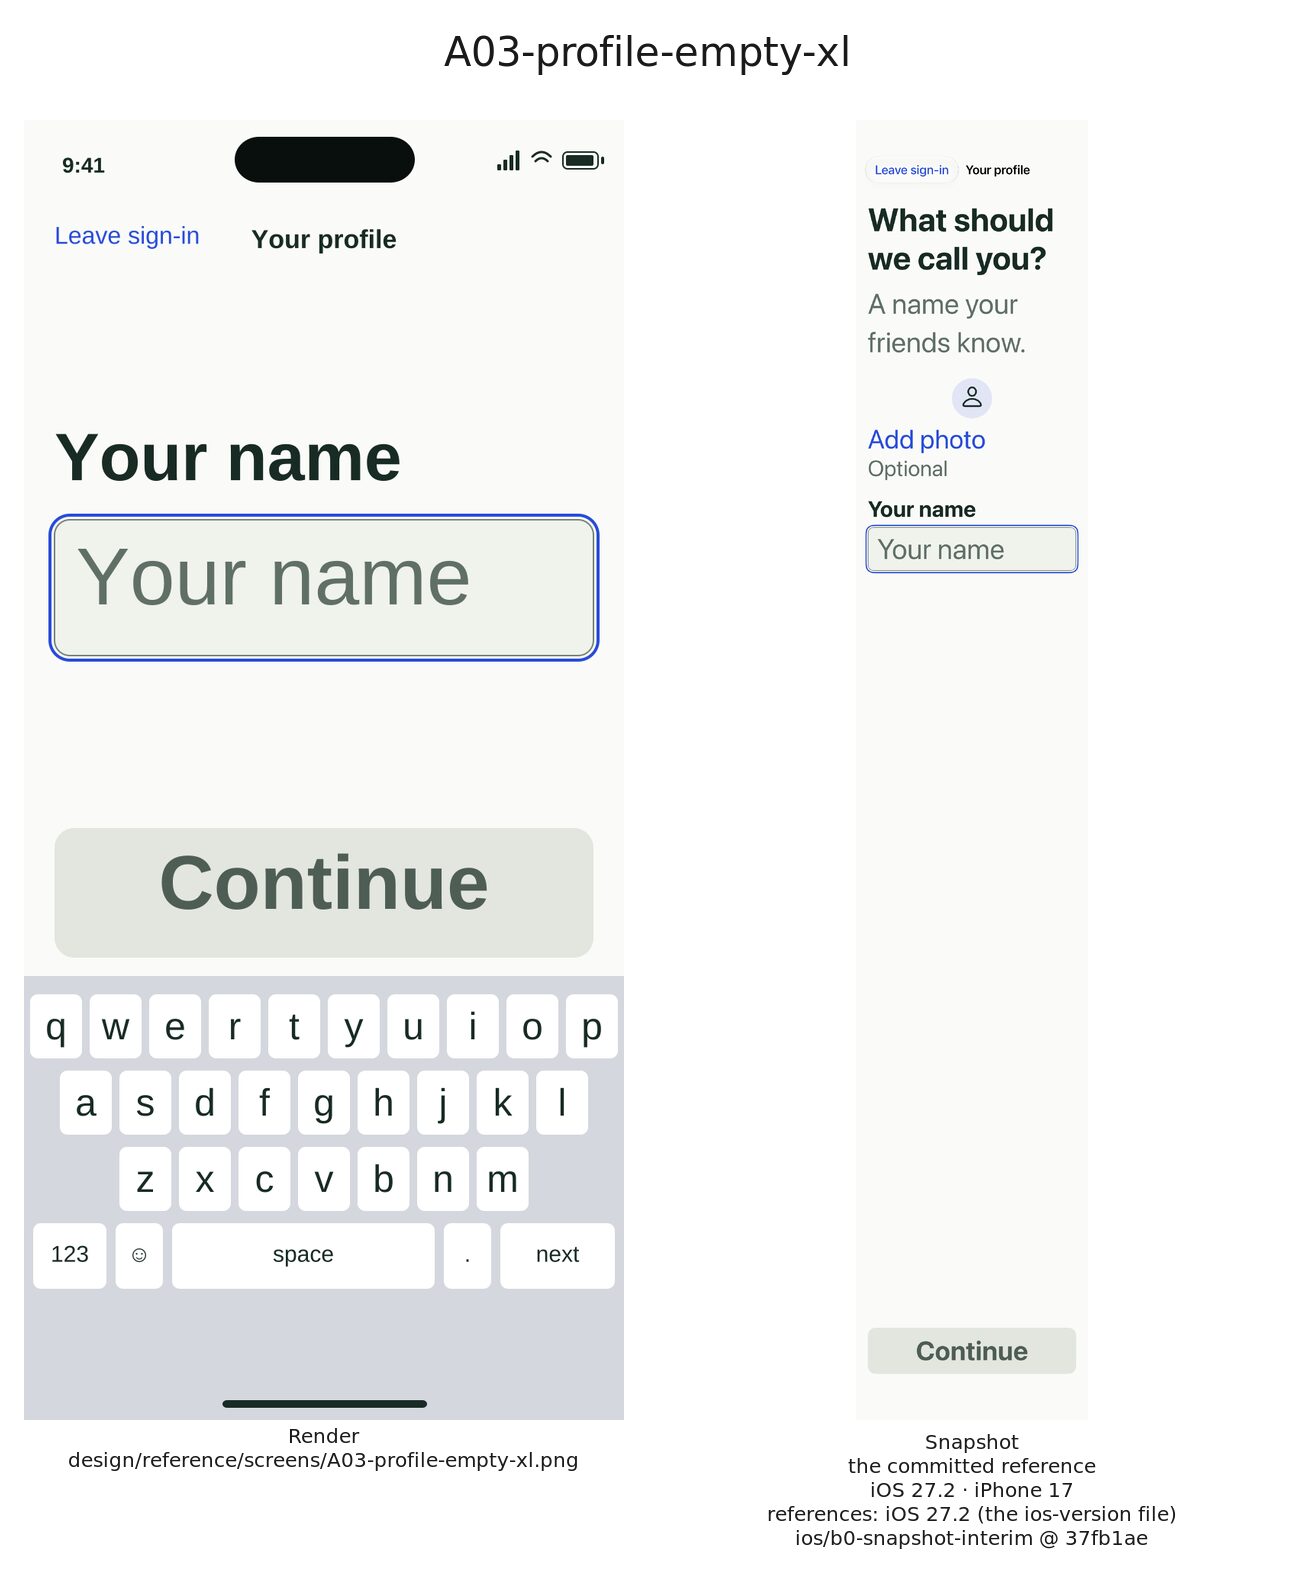 A03-profile-empty-xl
9:41
Leave sign-in
Your profile
Your name
Your name
Continue
q w e r t y u i o p
a s d f g h j k l
z x c v b n m
123 ☺ space . next
Render
design/reference/screens/A03-profile-empty-xl.png
Leave sign-in
Your profile
What should
we call you?
A name your
friends know.
Add photo
Optional
Your name
Your name
Continue
Snapshot
the committed reference
iOS 27.2 · iPhone 17
references: iOS 27.2 (the ios-version file)
ios/b0-snapshot-interim @ 37fb1ae